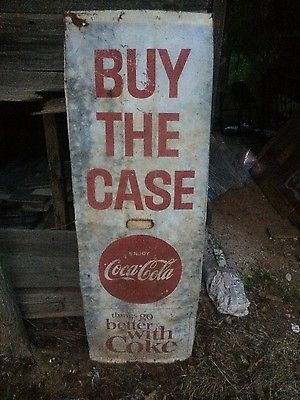 BUY
THE
CASE
ENJOY
Coca-Cola
things go
better
with
Coke